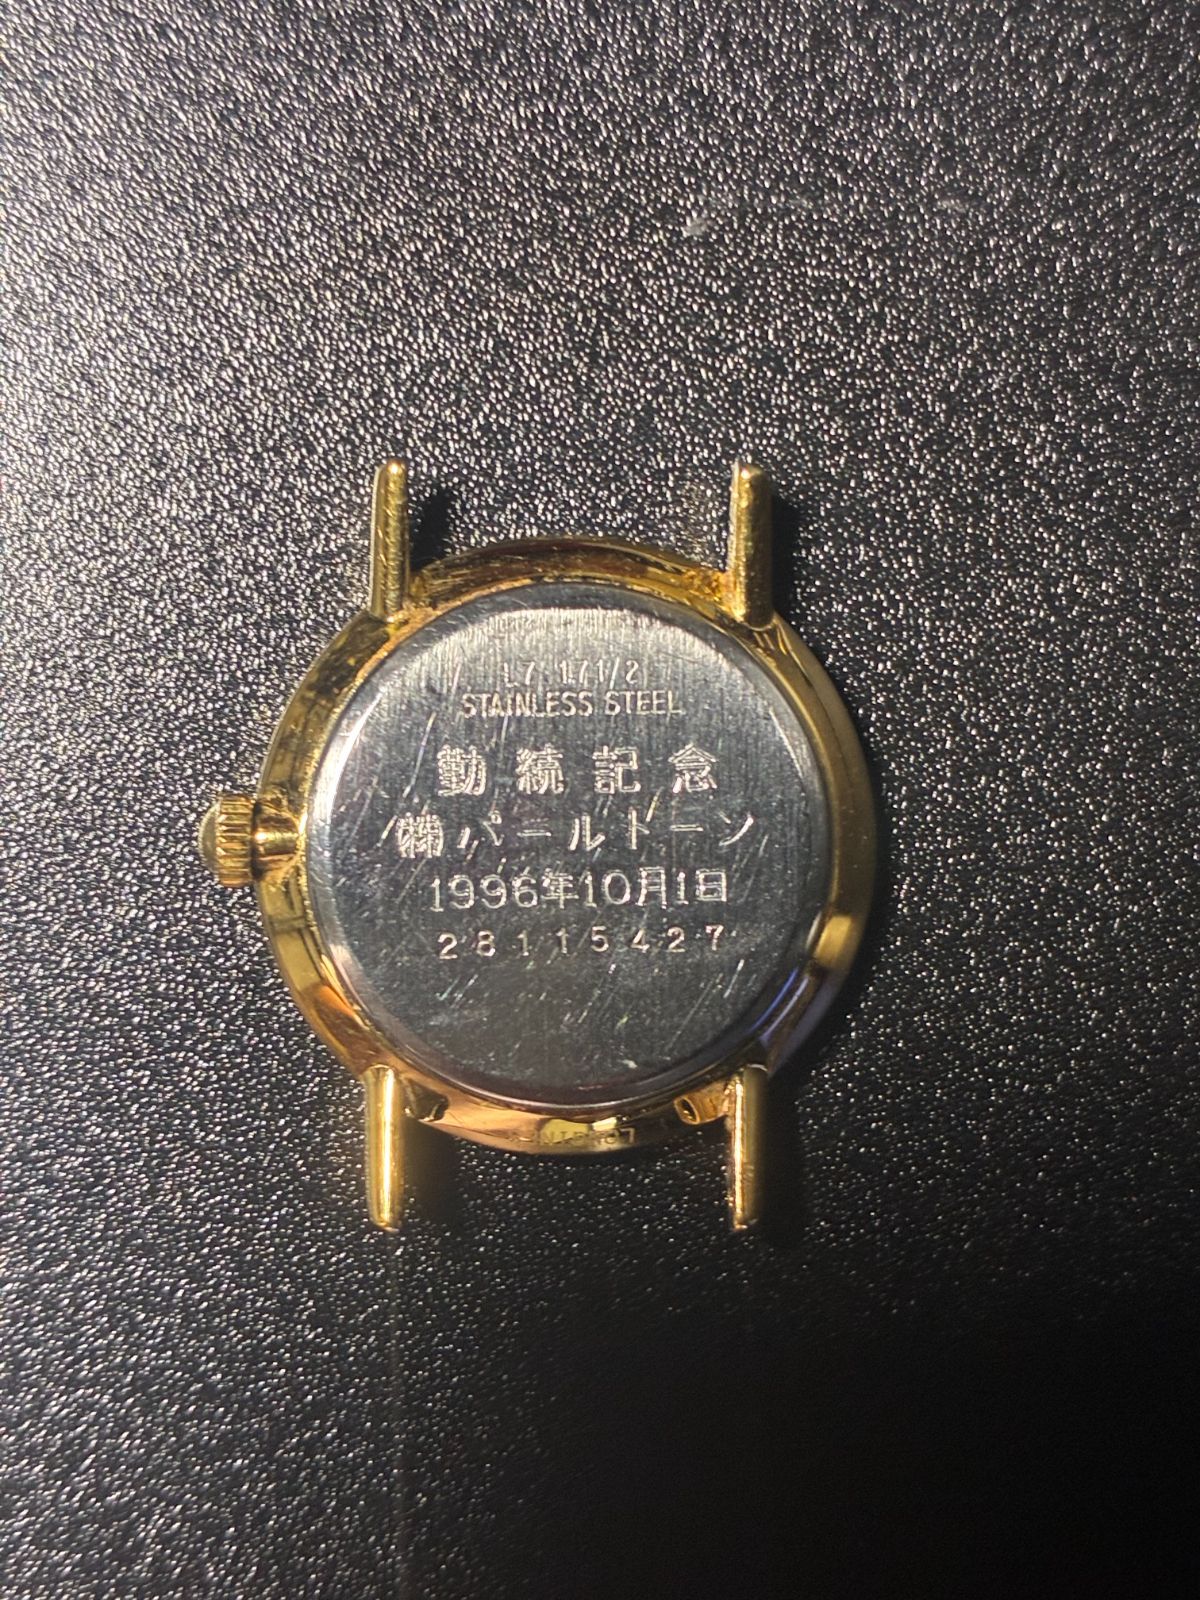 L7 171/2
STAINLESS STEEL
勤続記念
㈱パールトーン
1996年10月1日
28115427